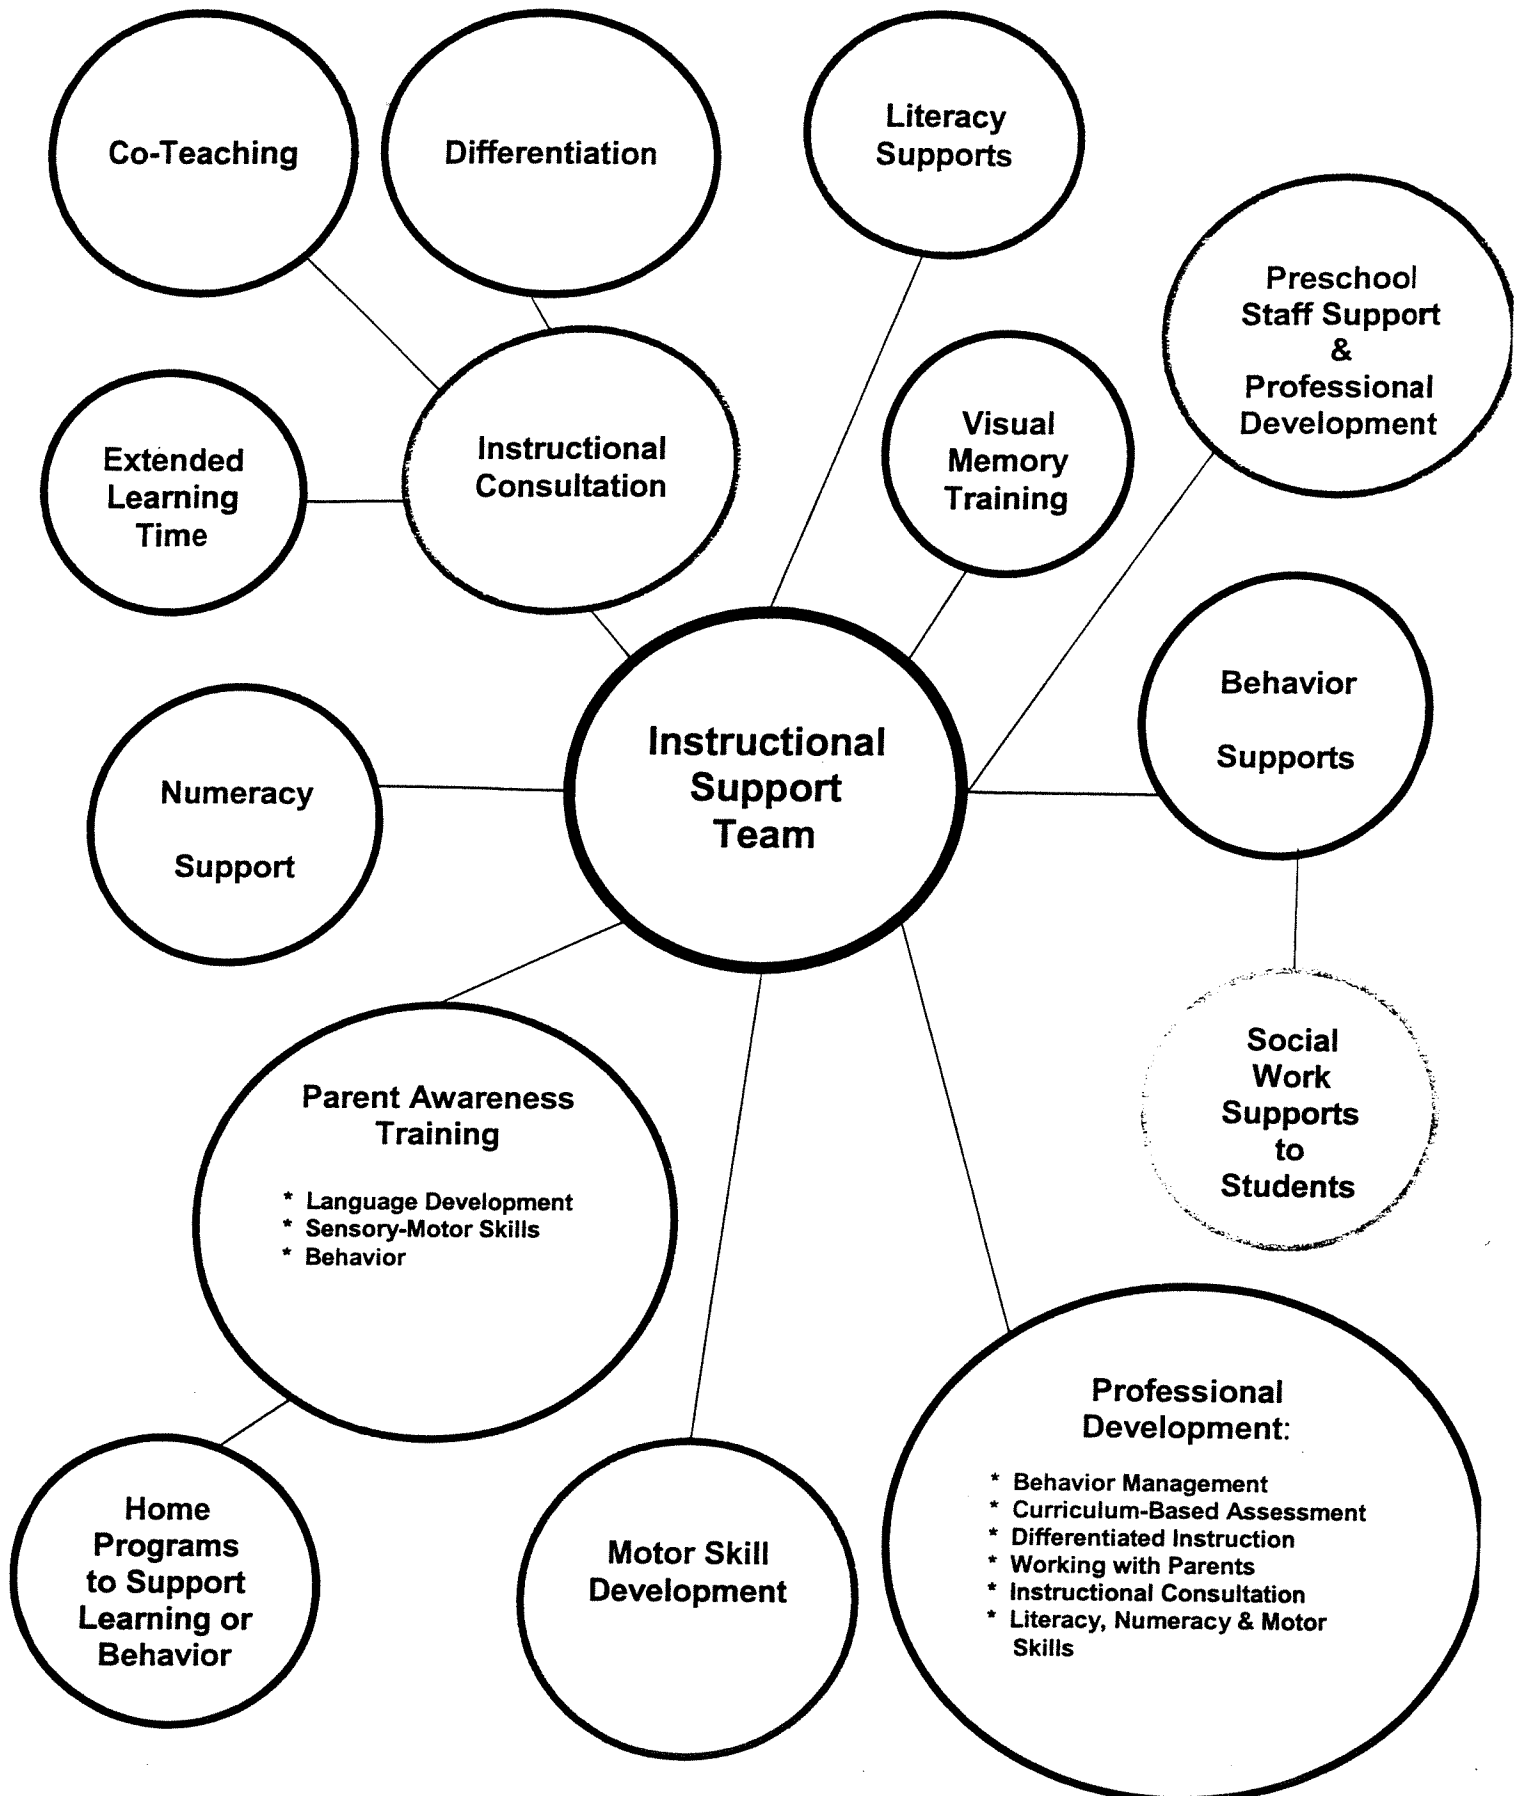 Co-Teaching
Differentiation
Literacy
Supports
Preschool
Staff Support
&
Professional
Development
Extended
Learning
Time
Instructional
Consultation
Visual
Memory
Training
Behavior
Supports
Numeracy
Support
Instructional
Support
Team
Social
Work
Supports
to
Students
Parent Awareness
Training
* Language Development
* Sensory-Motor Skills
* Behavior
Home
Programs
to Support
Learning or
Behavior
Motor Skill
Development
Professional
Development:
* Behavior Management
* Curriculum-Based Assessment
* Differentiated Instruction
* Working with Parents
* Instructional Consultation
* Literacy, Numeracy & Motor
Skills